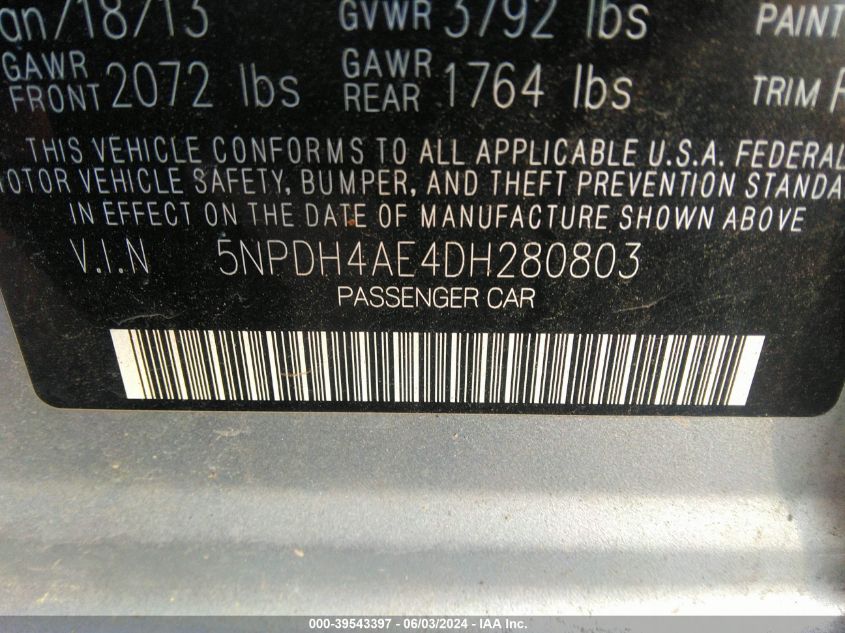 an/18/13 GVWR 3792 lbs PAINT
GAWR FRONT 2072 lbs GAWR REAR 1764 lbs TRIM
THIS VEHICLE CONFORMS TO ALL APPLICABLE U.S.A. FEDERAL
OTOR VEHICLE SAFETY, BUMPER, AND THEFT PREVENTION STANDA
IN EFFECT ON THE DATE OF MANUFACTURE SHOWN ABOVE
V.I.N 5NPDH4AE4DH280803
PASSENGER CAR
000-39543397 - 06/03/2024 - IAA Inc.